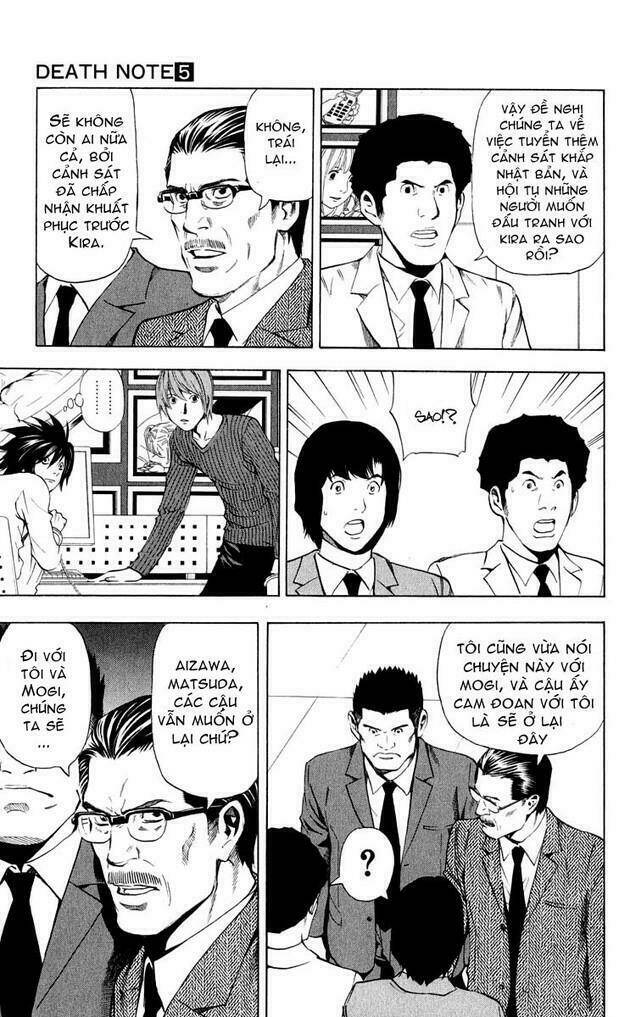 DEATH NOTE 5
VẬY ĐỀ NGHỊ
CHÚNG TA VỀ
VIỆC TUYỂN THÊM
CẢNH SÁT KHẮP
NHẬT BẢN, VÀ
HỘI TỤ NHỮNG
NGƯỜI MUỐN
ĐẤU TRANH VỚI
KIRA RA SAO
RỒI?
KHÔNG,
TRÁI
LẠI...
SẼ KHÔNG
CÒN AI NỮA
CẢ, BỞI
CẢNH SÁT
ĐÃ CHẤP
NHẬN KHUẤT
PHỤC TRƯỚC
KIRA.
SAO!?
TÔI CŨNG VỪA NÓI
CHUYỆN NÀY VỚI
MOGI, VÀ CẬU ẤY
CAM ĐOAN VỚI TÔI
LÀ SẼ Ở LẠI
ĐÂY
?
AIZAWA,
MATSUDA,
CÁC CẬU
VẪN MUỐN Ở
LẠI CHỨ?
ĐI VỚI
TÔI VÀ
MOGI,
CHÚNG
TA SẼ
...